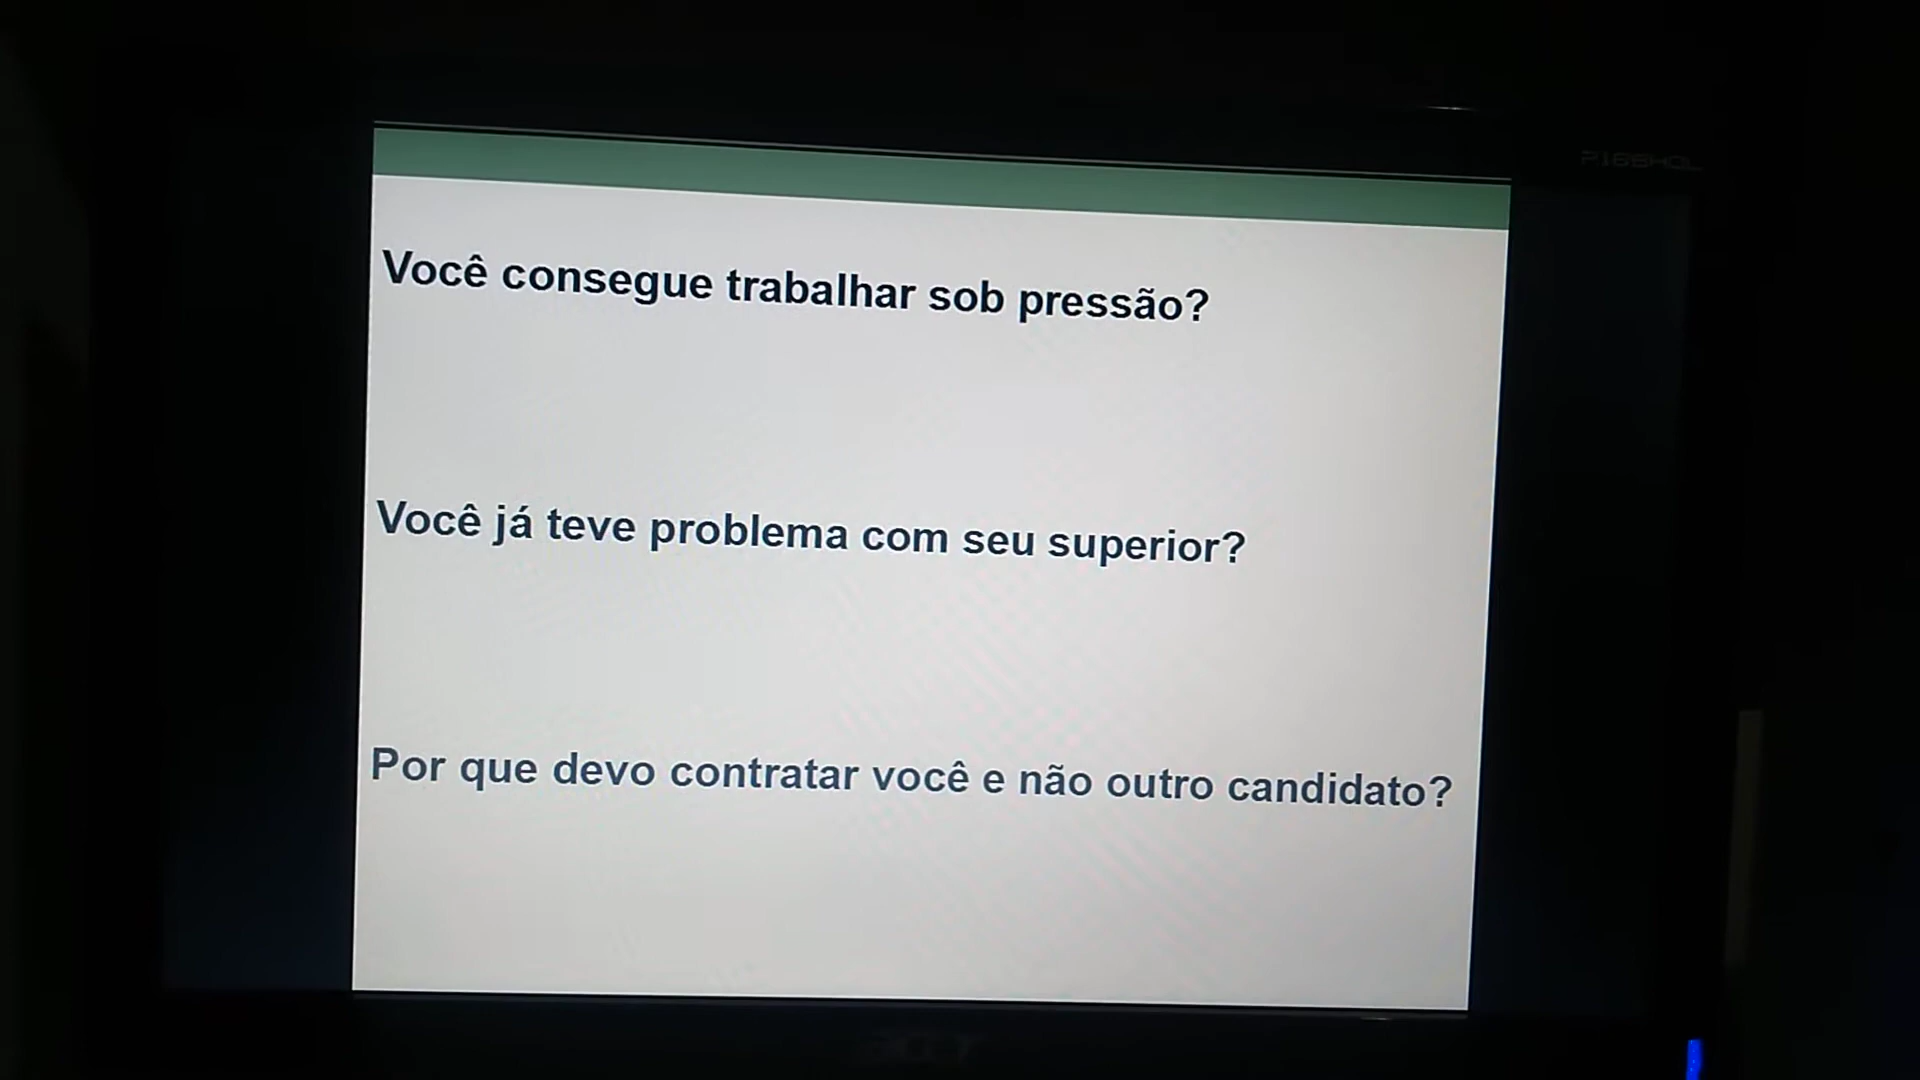 Você consegue trabalhar sob pressão?
Você já teve problema com seu superior?
Por que devo contratar você e não outro candidato?